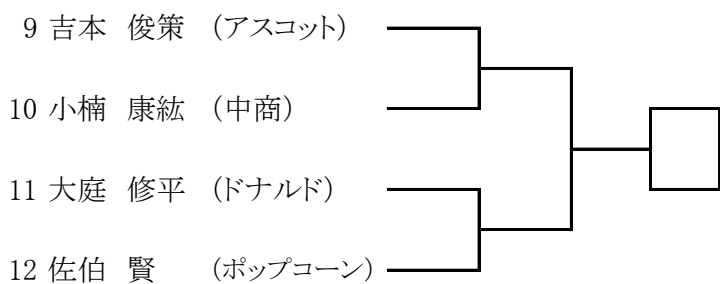 9 吉本 俊策 (アスコット)
10 小楠 康紘 (中商)
11 大庭 修平 (ドナルド)
12 佐伯 賢 (ポップコーン)